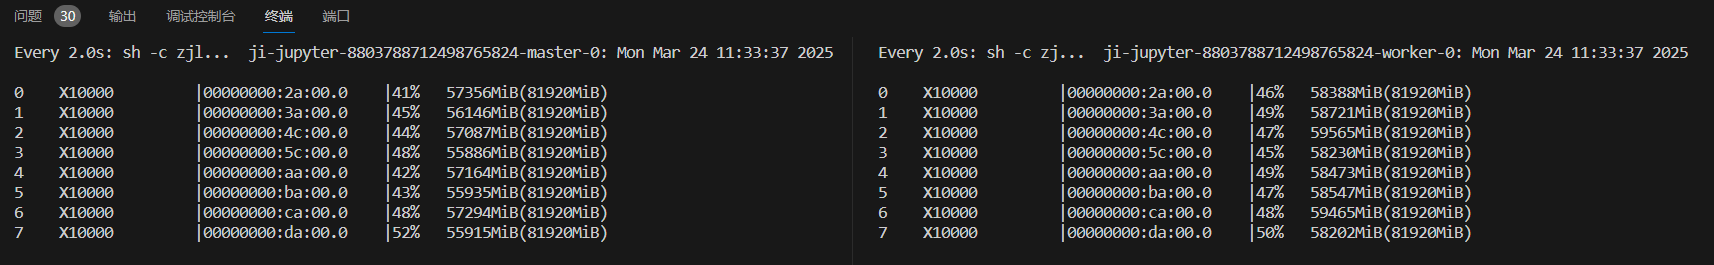 问题 30 输出 调试控制台 终端 端口
Every 2.0s: sh -c zjl... ji-jupyter-8803788712498765824-master-0: Mon Mar 24 11:33:37 2025
0 X10000 |00000000:2a:00.0 |41% 57356MiB(81920MiB)
1 X10000 |00000000:3a:00.0 |45% 56146MiB(81920MiB)
2 X10000 |00000000:4c:00.0 |44% 57087MiB(81920MiB)
3 X10000 |00000000:5c:00.0 |48% 55886MiB(81920MiB)
4 X10000 |00000000:aa:00.0 |42% 57164MiB(81920MiB)
5 X10000 |00000000:ba:00.0 |43% 55935MiB(81920MiB)
6 X10000 |00000000:ca:00.0 |48% 57294MiB(81920MiB)
7 X10000 |00000000:da:00.0 |52% 55915MiB(81920MiB)
Every 2.0s: sh -c zj... ji-jupyter-8803788712498765824-worker-0: Mon Mar 24 11:33:37 2025
0 X10000 |00000000:2a:00.0 |46% 58388MiB(81920MiB)
1 X10000 |00000000:3a:00.0 |49% 58721MiB(81920MiB)
2 X10000 |00000000:4c:00.0 |47% 59565MiB(81920MiB)
3 X10000 |00000000:5c:00.0 |45% 58230MiB(81920MiB)
4 X10000 |00000000:aa:00.0 |49% 58473MiB(81920MiB)
5 X10000 |00000000:ba:00.0 |47% 58547MiB(81920MiB)
6 X10000 |00000000:ca:00.0 |48% 59465MiB(81920MiB)
7 X10000 |00000000:da:00.0 |50% 58202MiB(81920MiB)